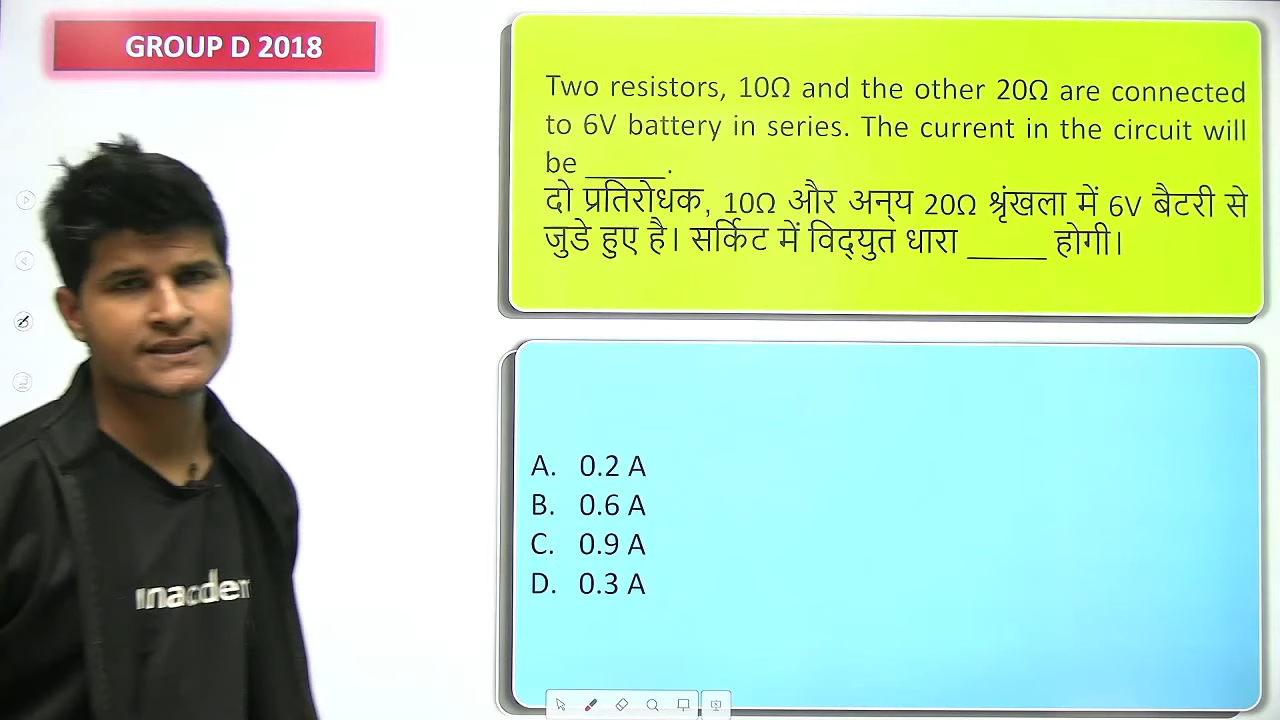 GROUP D 2018
Two resistors, 10Ω and the other 20Ω are connected
to 6V battery in series. The current in the circuit will
be _____.
दो प्रतिरोधक, 10Ω और अन्य 20Ω श्रृंखला में 6V बैटरी से
जुडे हुए है। सर्किट में विद्युत धारा _____ होगी।
A. 0.2 A
B. 0.6 A
C. 0.9 A
D. 0.3 A